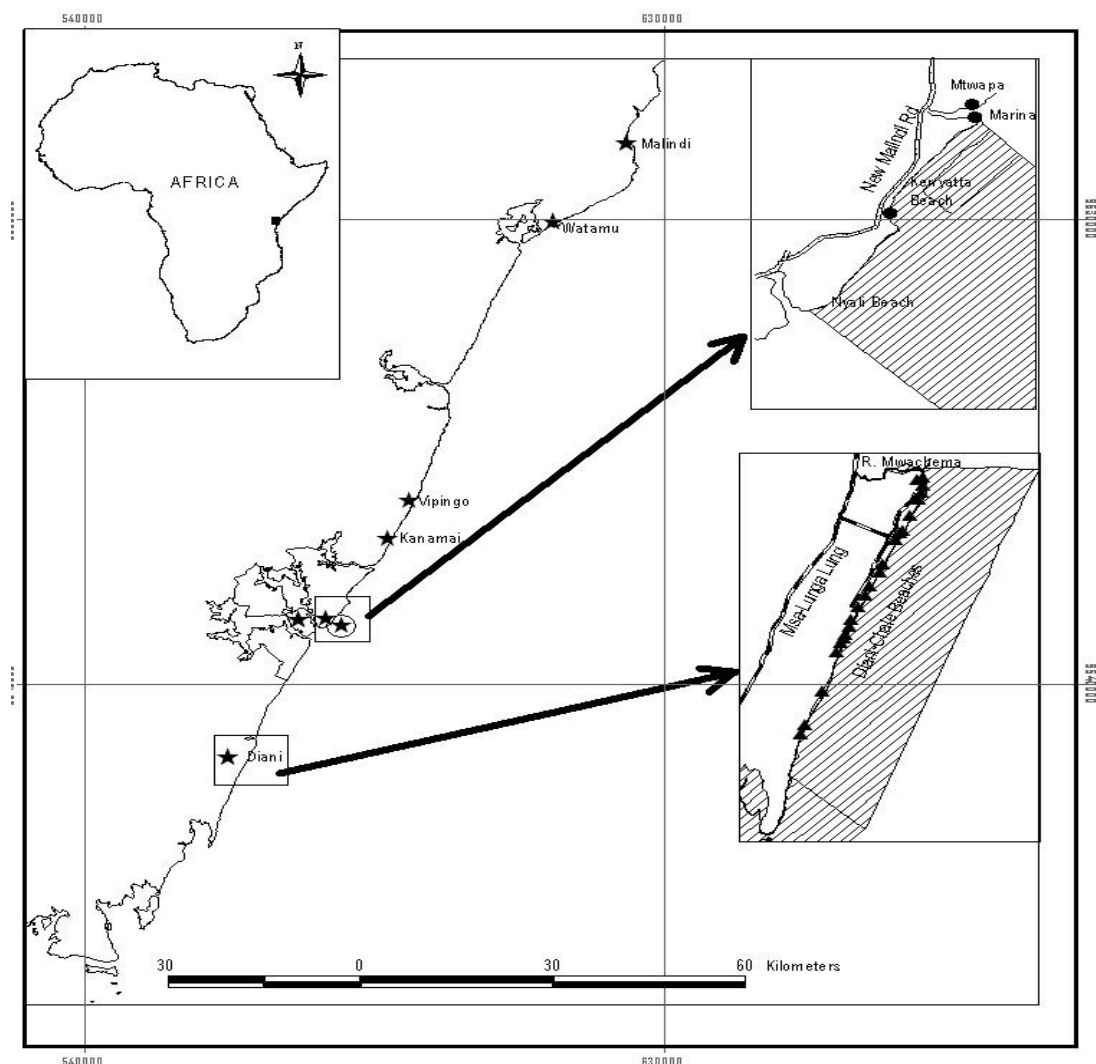 540000
630000
N
AFRICA
Malindi
Watamu
Vipingo
Kanamai
Diani
Mtwapa
Marina
New Malindi Rd
Kenyatta
Beach
Nyali Beach
R. Mwachema
Msa-Lunga Lung
Diani-Chale Beaches
30 0 30 60 Kilometers
540000
630000